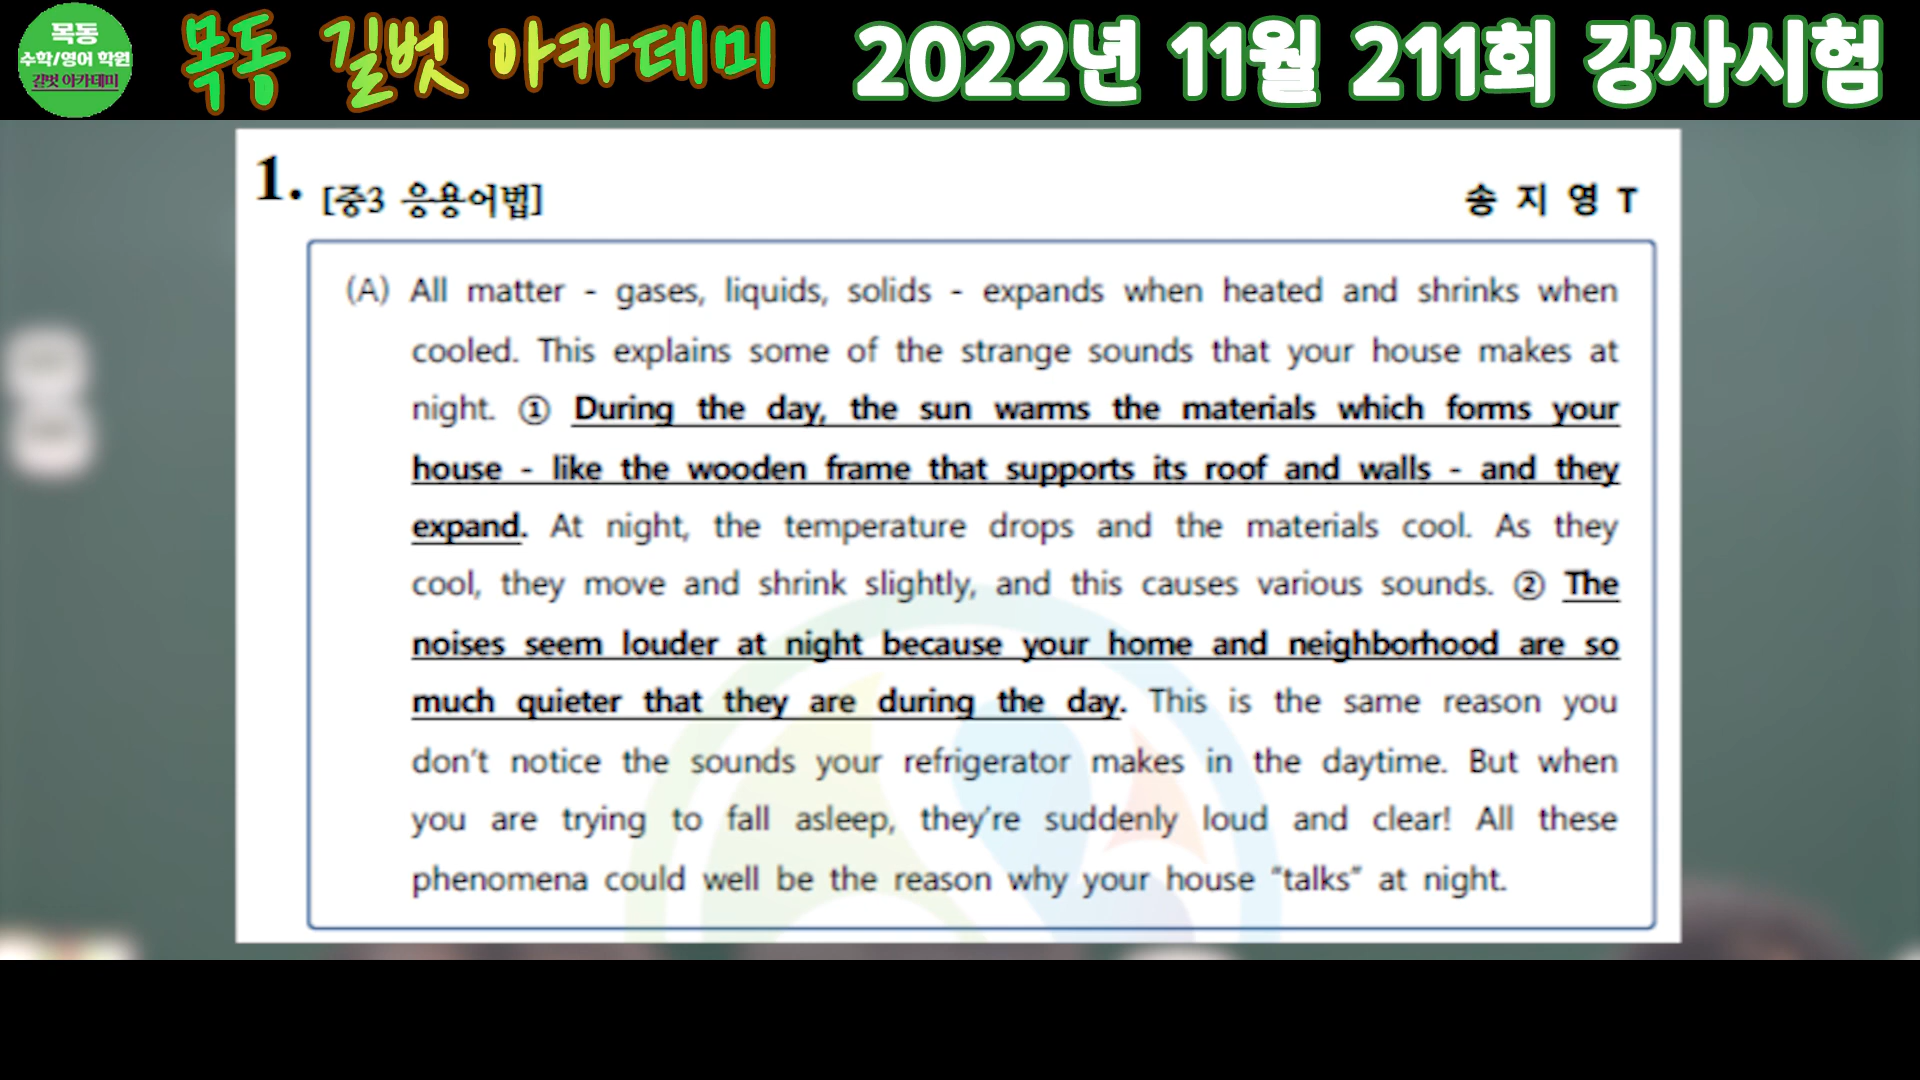 목동
수학/영어 학원
길벗 아카데미
목동 길벗 아카데미 2022년 11월 211회 강사시험
1. [중3 응용어법] 송 지 영 T
(A) All matter - gases, liquids, solids - expands when heated and shrinks when
cooled. This explains some of the strange sounds that your house makes at
night. ① During the day, the sun warms the materials which forms your
house - like the wooden frame that supports its roof and walls - and they
expand. At night, the temperature drops and the materials cool. As they
cool, they move and shrink slightly, and this causes various sounds. ② The
noises seem louder at night because your home and neighborhood are so
much quieter that they are during the day. This is the same reason you
don't notice the sounds your refrigerator makes in the daytime. But when
you are trying to fall asleep, they're suddenly loud and clear! All these
phenomena could well be the reason why your house "talks" at night.